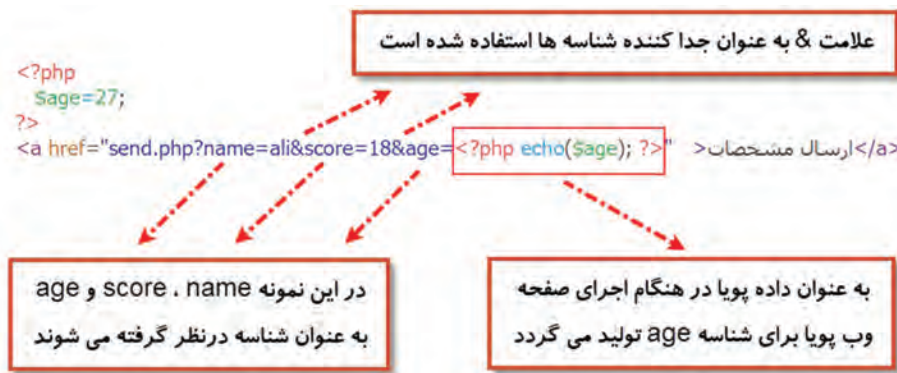 علامت & به عنوان جدا کننده شناسه ها استفاده شده است
<?php
$age=27;
?>
<a href="send.php?name=ali&score=18&age=<?php echo($age); ?>" >ارسال مشخصات</a>
در این نمونه score ، name و age
به عنوان شناسه درنظر گرفته می شوند
به عنوان داده پویا در هنگام اجرای صفحه
وب پویا برای شناسه age تولید می گردد